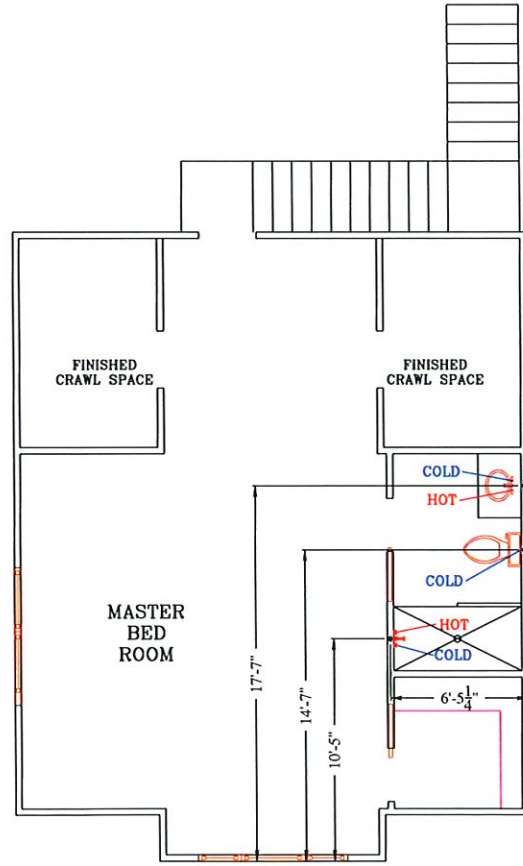 FINISHED
CRAWL SPACE
FINISHED
CRAWL SPACE
COLD
HOT
COLD
MASTER
BED
ROOM
HOT
COLD
17'-7"
14'-7"
10'-5"
6'-5 1/4"